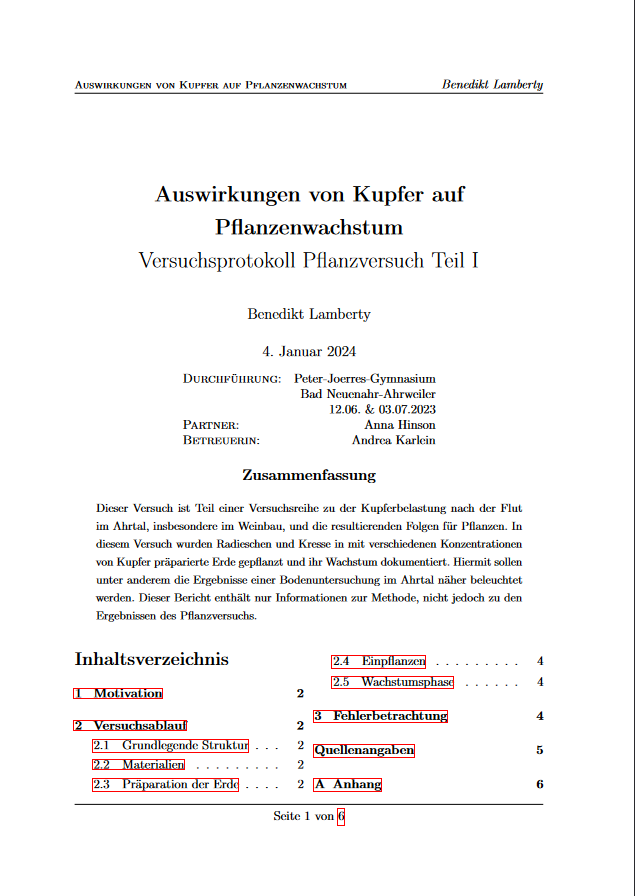 Auswirkungen von Kupfer auf Pflanzenwachstum Benedikt Lamberty
Auswirkungen von Kupfer auf
Pflanzenwachstum
Versuchsprotokoll Pflanzversuch Teil I
Benedikt Lamberty
4. Januar 2024
Durchführung: Peter-Joerres-Gymnasium
Bad Neuenahr-Ahrweiler
12.06. & 03.07.2023
Partner: Anna Hinson
Betreuerin: Andrea Karlein
Zusammenfassung
Dieser Versuch ist Teil einer Versuchsreihe zu der Kupferbelastung nach der Flut
im Ahrtal, insbesondere im Weinbau, und die resultierenden Folgen für Pflanzen. In
diesem Versuch wurden Radieschen und Kresse in mit verschiedenen Konzentrationen
von Kupfer präparierte Erde gepflanzt und ihr Wachstum dokumentiert. Hiermit sollen
unter anderem die Ergebnisse einer Bodenuntersuchung im Ahrtal näher beleuchtet
werden. Dieser Bericht enthält nur Informationen zur Methode, nicht jedoch zu den
Ergebnissen des Pflanzversuchs.
Inhaltsverzeichnis
1 Motivation 2
2 Versuchsablauf 2
2.1 Grundlegende Struktur . . . 2
2.2 Materialien . . . . . . . . . 2
2.3 Präparation der Erde . . . . 2
2.4 Einpflanzen . . . . . . . . . 4
2.5 Wachstumsphase . . . . . . 4
3 Fehlerbetrachtung 4
Quellenangaben 5
A Anhang 6
Seite 1 von 6